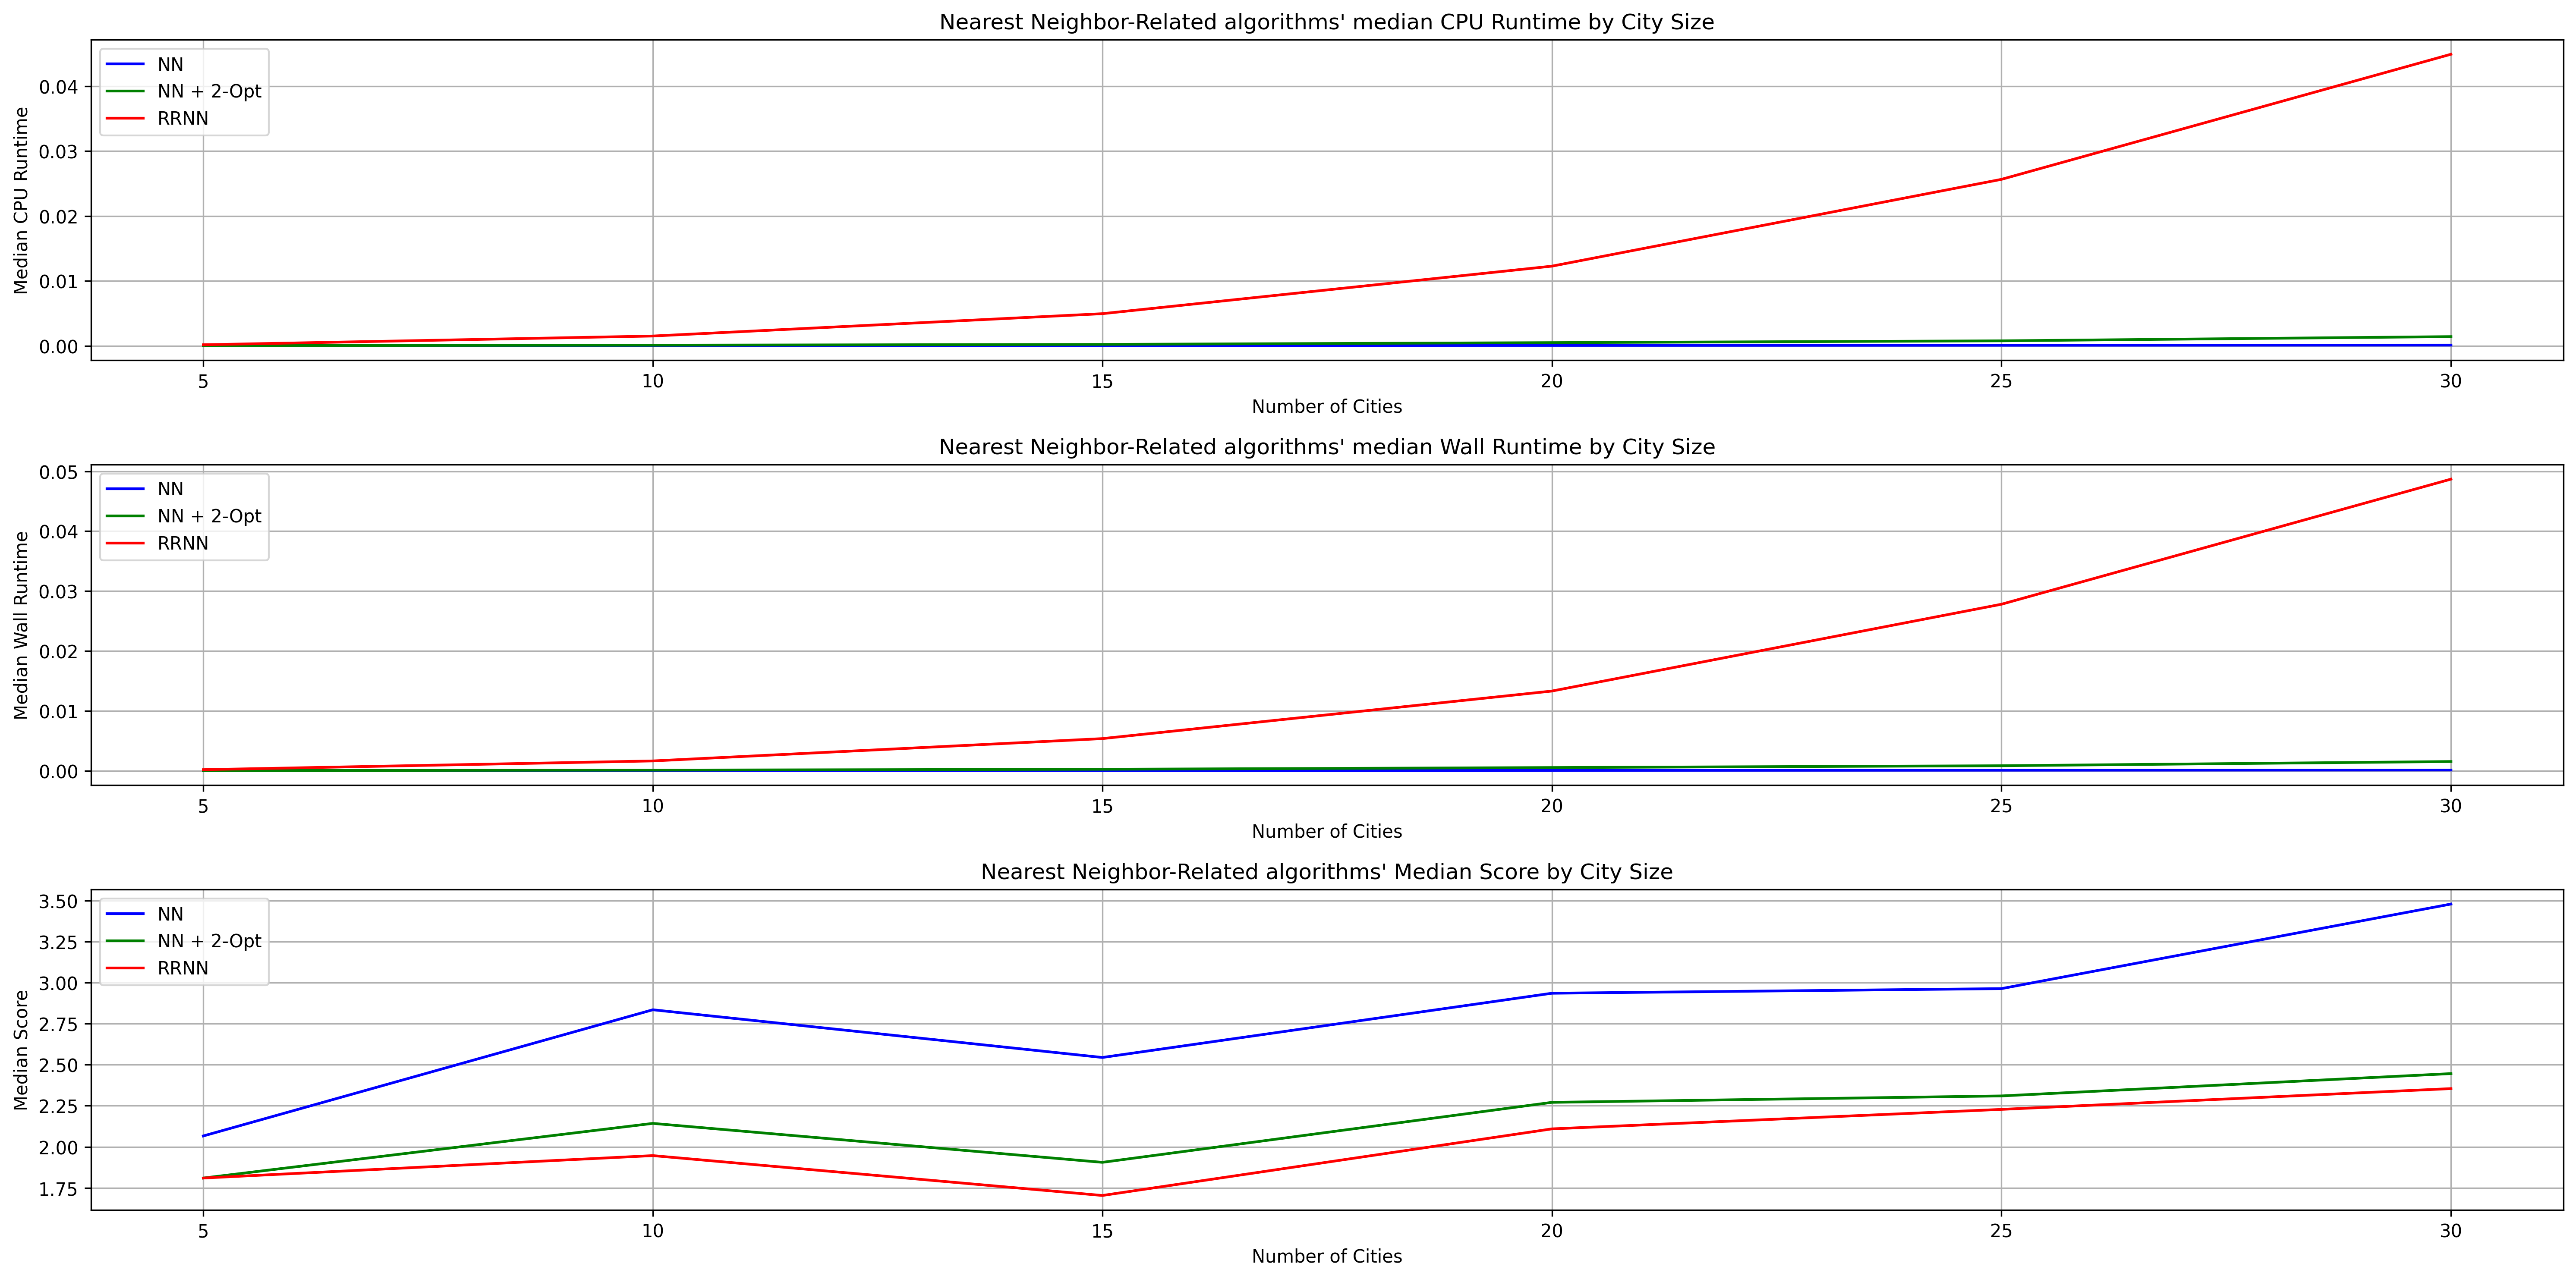 Nearest Neighbor-Related algorithms' median CPU Runtime by City Size
NN
NN + 2-Opt
RRNN
Median CPU Runtime
0.04
0.03
0.02
0.01
0.00
5 10 15 20 25 30
Number of Cities
Nearest Neighbor-Related algorithms' median Wall Runtime by City Size
NN
NN + 2-Opt
RRNN
Median Wall Runtime
0.05
0.04
0.03
0.02
0.01
0.00
5 10 15 20 25 30
Number of Cities
Nearest Neighbor-Related algorithms' Median Score by City Size
NN
NN + 2-Opt
RRNN
Median Score
3.50
3.25
3.00
2.75
2.50
2.25
2.00
1.75
5 10 15 20 25 30
Number of Cities